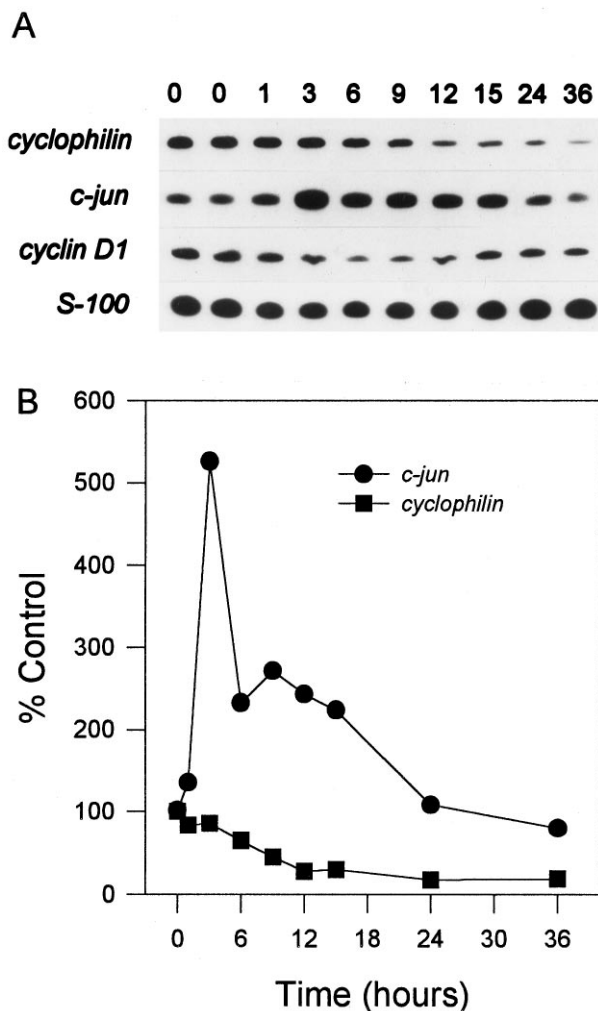 A
0 0 1 3 6 9 12 15 24 36
cyclophilin
c-jun
cyclin D1
S-100
B
600
500
400
300
200
100
0
% Control
c-jun
cyclophilin
0 6 12 18 24 30 36
Time (hours)